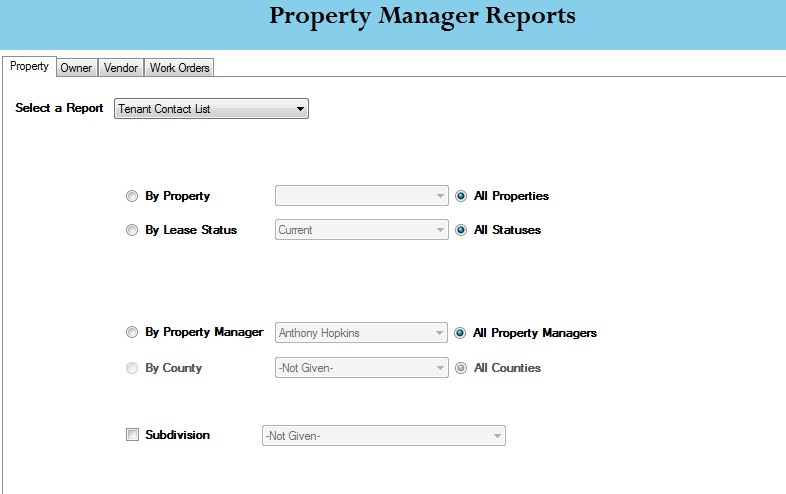 Property Manager Reports
Property Owner Vendor Work Orders
Select a Report Tenant Contact List
By Property All Properties
By Lease Status Current All Statuses
By Property Manager Anthony Hopkins All Property Managers
By County -Not Given- All Counties
Subdivision -Not Given-